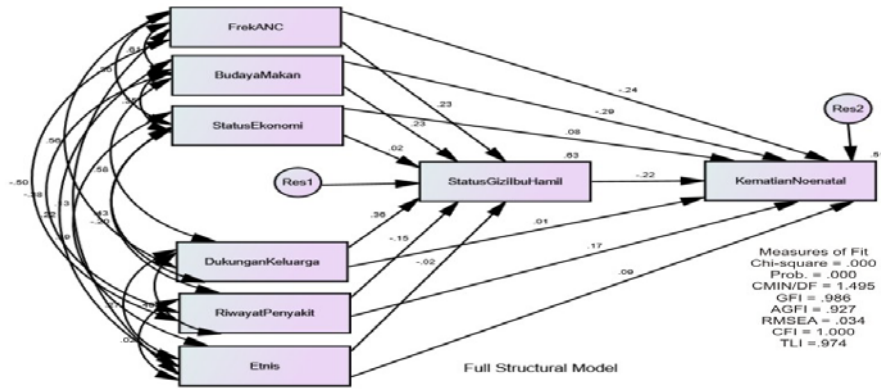 FrekANC
BudayaMakan
StatusEkonomi
Res1
StatusGiziIbuHamil
.63
Res2
KematianNoenatal
DukunganKeluarga
RiwayatPenyakit
Etnis
-.24
-.29
.08
.23
.23
.02
-.22
.36
-.15
-.02
.01
.17
.09
.56
.58
-.50
Measures of Fit
Chi-square = .000
Prob. = .000
CMIN/DF = 1.495
GFI = .986
AGFI = .927
RMSEA = .034
CFI = 1.000
TLI =.974
Full Structural Model